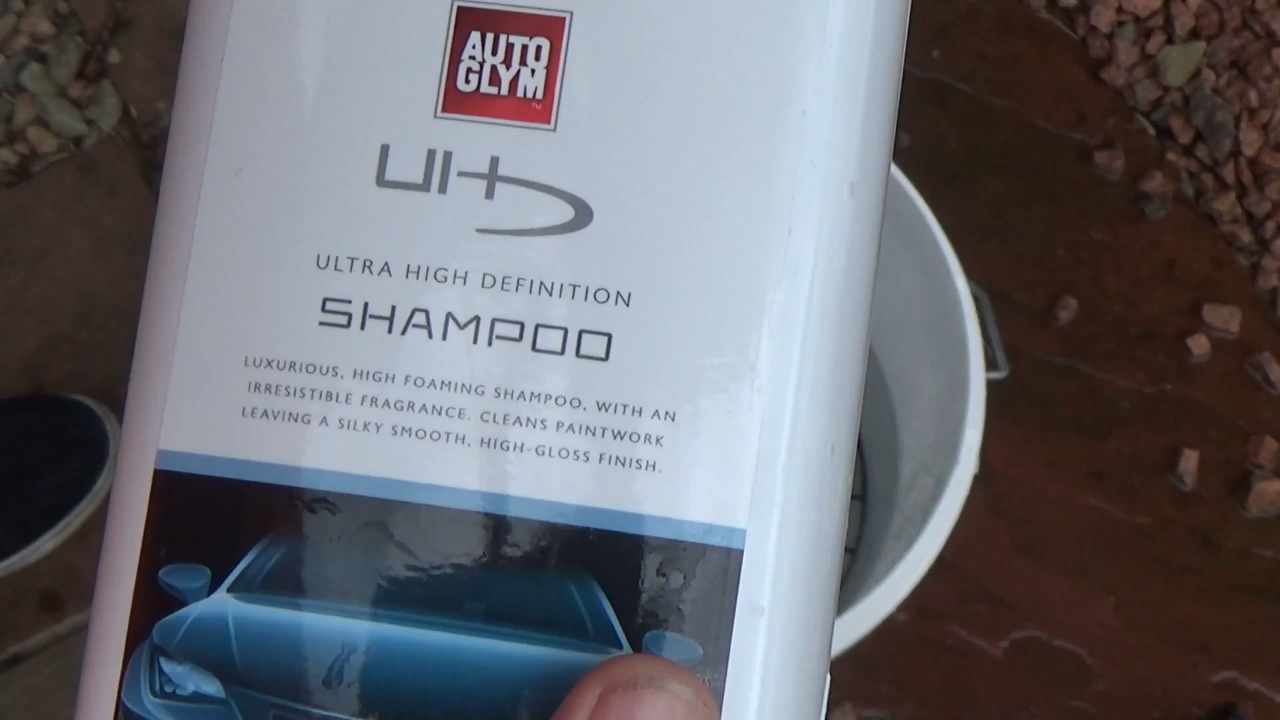 AUTO
GLYM
™
UHD
ULTRA HIGH DEFINITION
SHAMPOO
LUXURIOUS, HIGH FOAMING SHAMPOO, WITH AN
IRRESISTIBLE FRAGRANCE. CLEANS PAINTWORK
LEAVING A SILKY SMOOTH, HIGH-GLOSS FINISH.